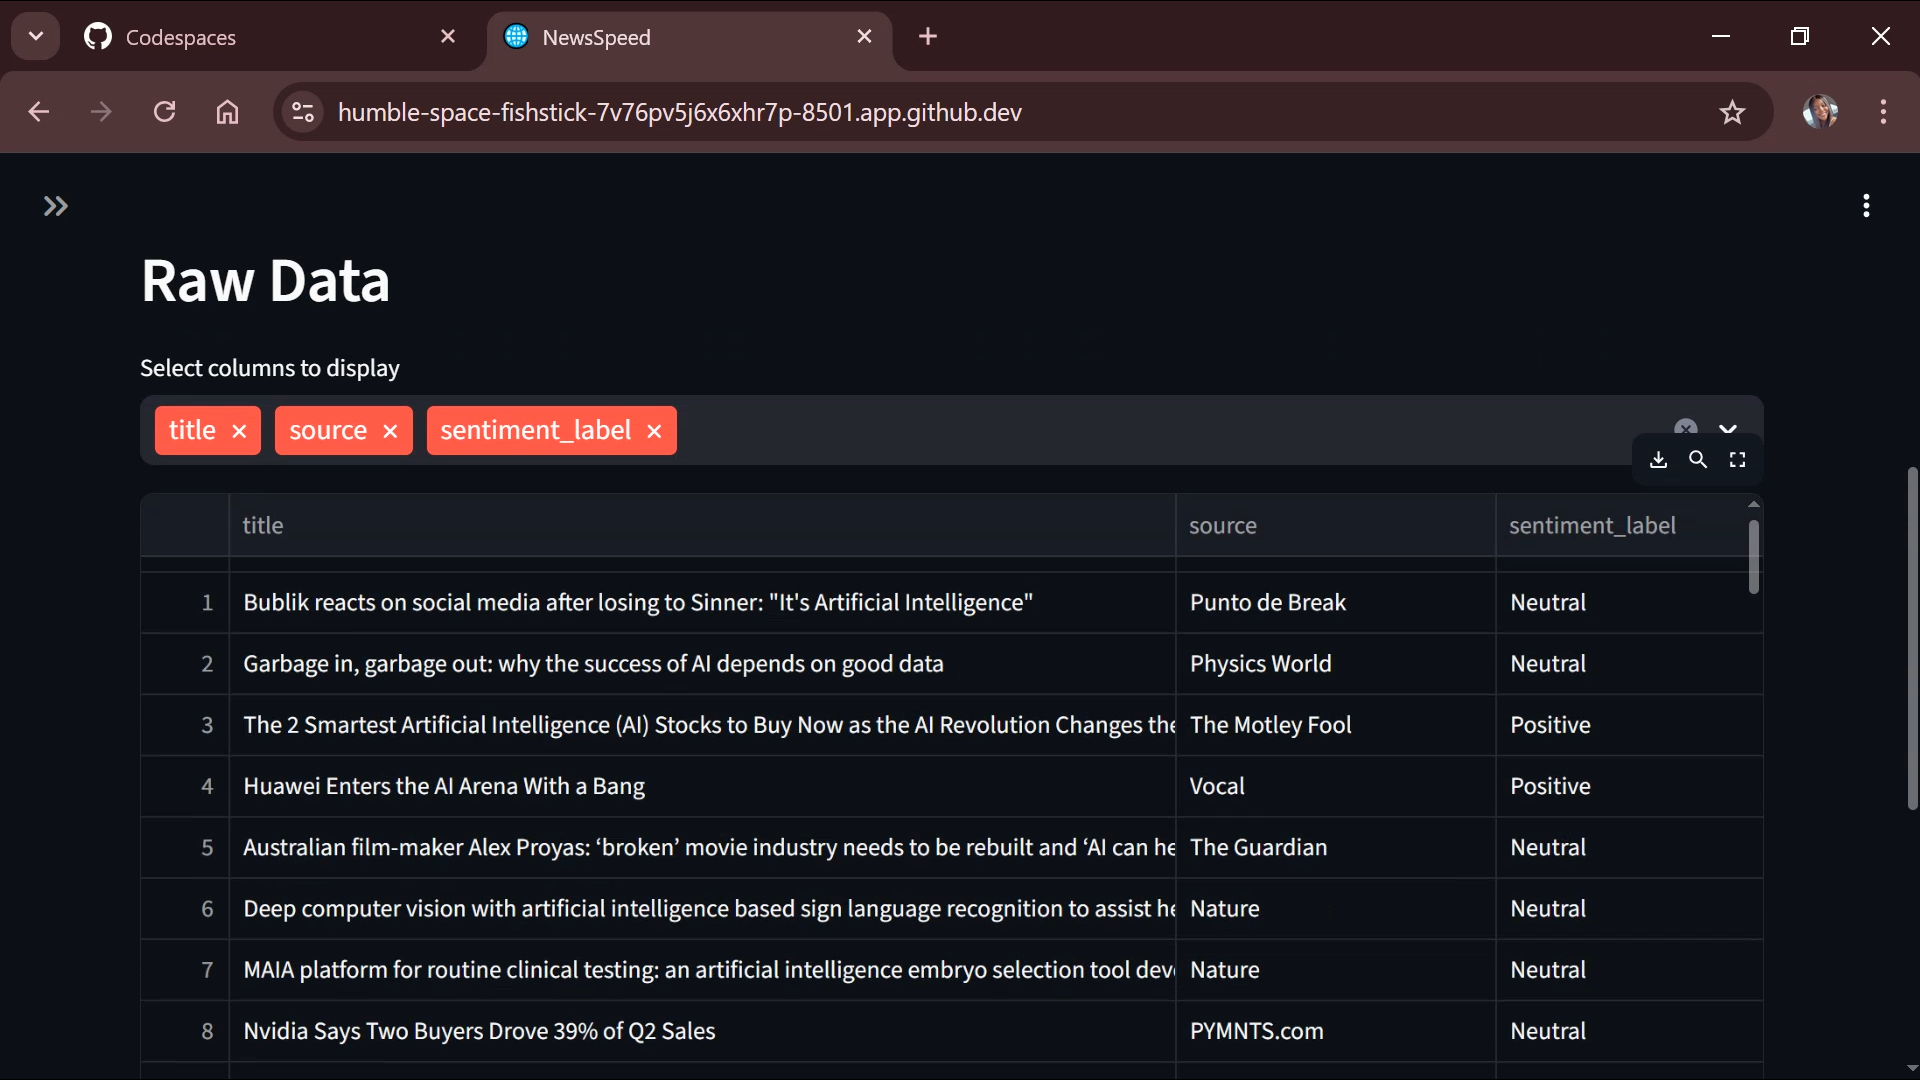 Codespaces
NewsSpeed
humble-space-fishstick-7v76pv5j6x6xhr7p-8501.app.github.dev
Raw Data
Select columns to display
title source sentiment_label
title source sentiment_label
1 Bublik reacts on social media after losing to Sinner: "It's Artificial Intelligence" Punto de Break Neutral
2 Garbage in, garbage out: why the success of AI depends on good data Physics World Neutral
3 The 2 Smartest Artificial Intelligence (AI) Stocks to Buy Now as the AI Revolution Changes the The Motley Fool Positive
4 Huawei Enters the AI Arena With a Bang Vocal Positive
5 Australian film-maker Alex Proyas: ‘broken’ movie industry needs to be rebuilt and ‘AI can he The Guardian Neutral
6 Deep computer vision with artificial intelligence based sign language recognition to assist he Nature Neutral
7 MAIA platform for routine clinical testing: an artificial intelligence embryo selection tool dev Nature Neutral
8 Nvidia Says Two Buyers Drove 39% of Q2 Sales PYMNTS.com Neutral